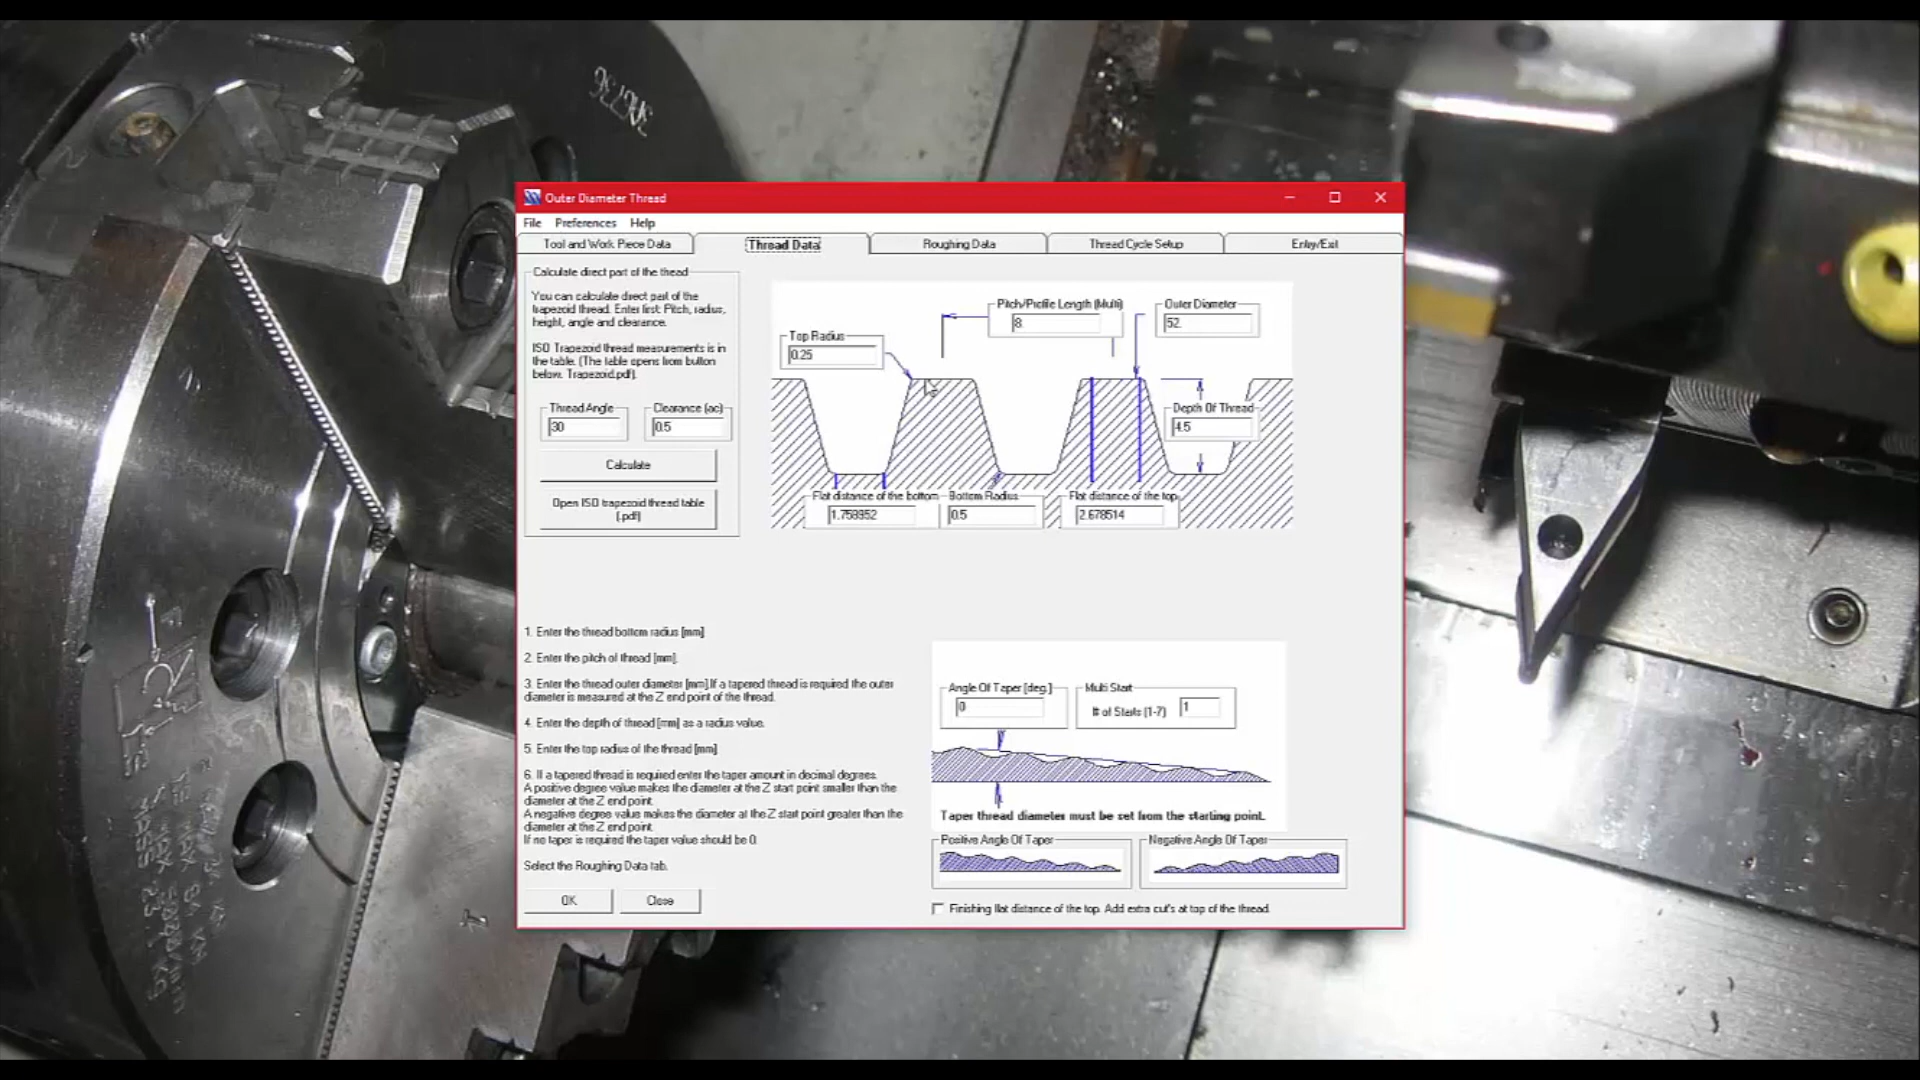 Outer Diameter Thread
File Preferences Help
Tool and Work Piece Data
Thread Data
Roughing Data
Thread Cycle Setup
Entry/Exit
Calculate direct part of the thread
You can calculate direct part of the
trapezoid thread. Enter first: Pitch, radius,
height, angle and clearance.
ISO Trapezoid thread measurements is in
the table. (The table opens from button
below. Trapezoid.pdf).
Thread Angle
30
Clearance (ac)
0.5
Calculate
Open ISO trapezoid thread table
(.pdf)
Top Radius
0.25
Pitch/Profile Length (Multi)
8.
Outer Diameter
52.
Depth Of Thread
4.5
Flat distance of the bottom
1.758952
Bottom Radius
0.5
Flat distance of the top
2.678514
1. Enter the thread bottom radius [mm]
2. Enter the pitch of thread [mm].
3. Enter the thread outer diameter [mm].If a tapered thread is required the outer
diameter is measured at the Z end point of the thread.
4. Enter the depth of thread [mm] as a radius value.
5. Enter the top radius of the thread [mm]
6. If a tapered thread is required enter the taper amount in decimal degrees.
A positive degree value makes the diameter at the Z start point smaller than the
diameter at the Z end point.
A negative degree value makes the diameter at the Z start point greater than the
diameter at the Z end point.
If no taper is required the taper value should be 0.
Select the Roughing Data tab.
OK
Close
Angle Of Taper [deg.]
0
Multi Start
# of Starts (1-7)
1
Taper thread diameter must be set from the starting point.
Positive Angle Of Taper
Negative Angle Of Taper
Finishing flat distance of the top. Add extra cut's at top of the thread.